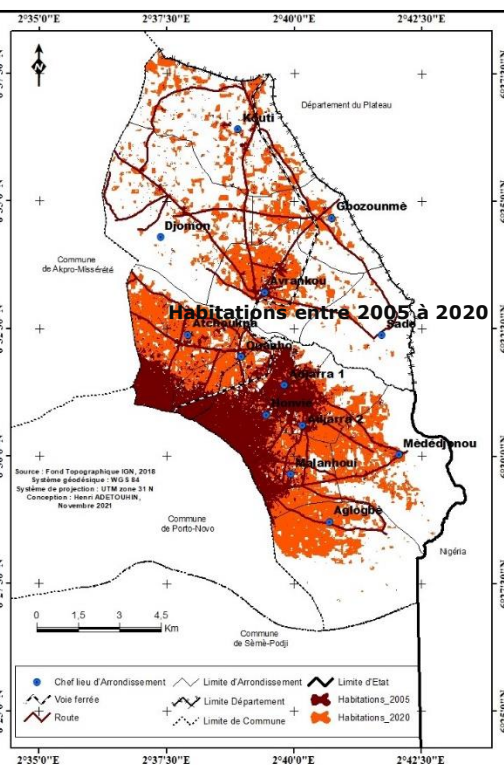 2°35'0"E 2°37'30"E 2°40'0"E 2°42'30"E
N
Département du Plateau
Kouti
Gbozounmè
Djomon
Commune
de Akpro-Missérété
Avrankou
Habitations entre 2005 à 2020
Sado
Atchoukpa
Ouanho
Adjarra 1
Honvié
Adjarra 2
Mèdédjonou
Malanhoui
Source : Fond Topographique IGN, 2018
Système géodésique : WGS 84
Système de projection : UTM zone 31 N
Conception : Henri ADETOUHIN,
Novembre 2021
Aglogbè
Commune
de Porto-Novo
Nigéria
0 1,5 3 4,5
Km
Commune
de Sèmè-Podji
Chef lieu d'Arrondissement Limite d'Arrondissement Limite d'Etat
Voie ferrée Limite Département Habitations_2005
Route Limite de Commune Habitations_2020
2°35'0"E 2°37'30"E 2°40'0"E 2°42'30"E